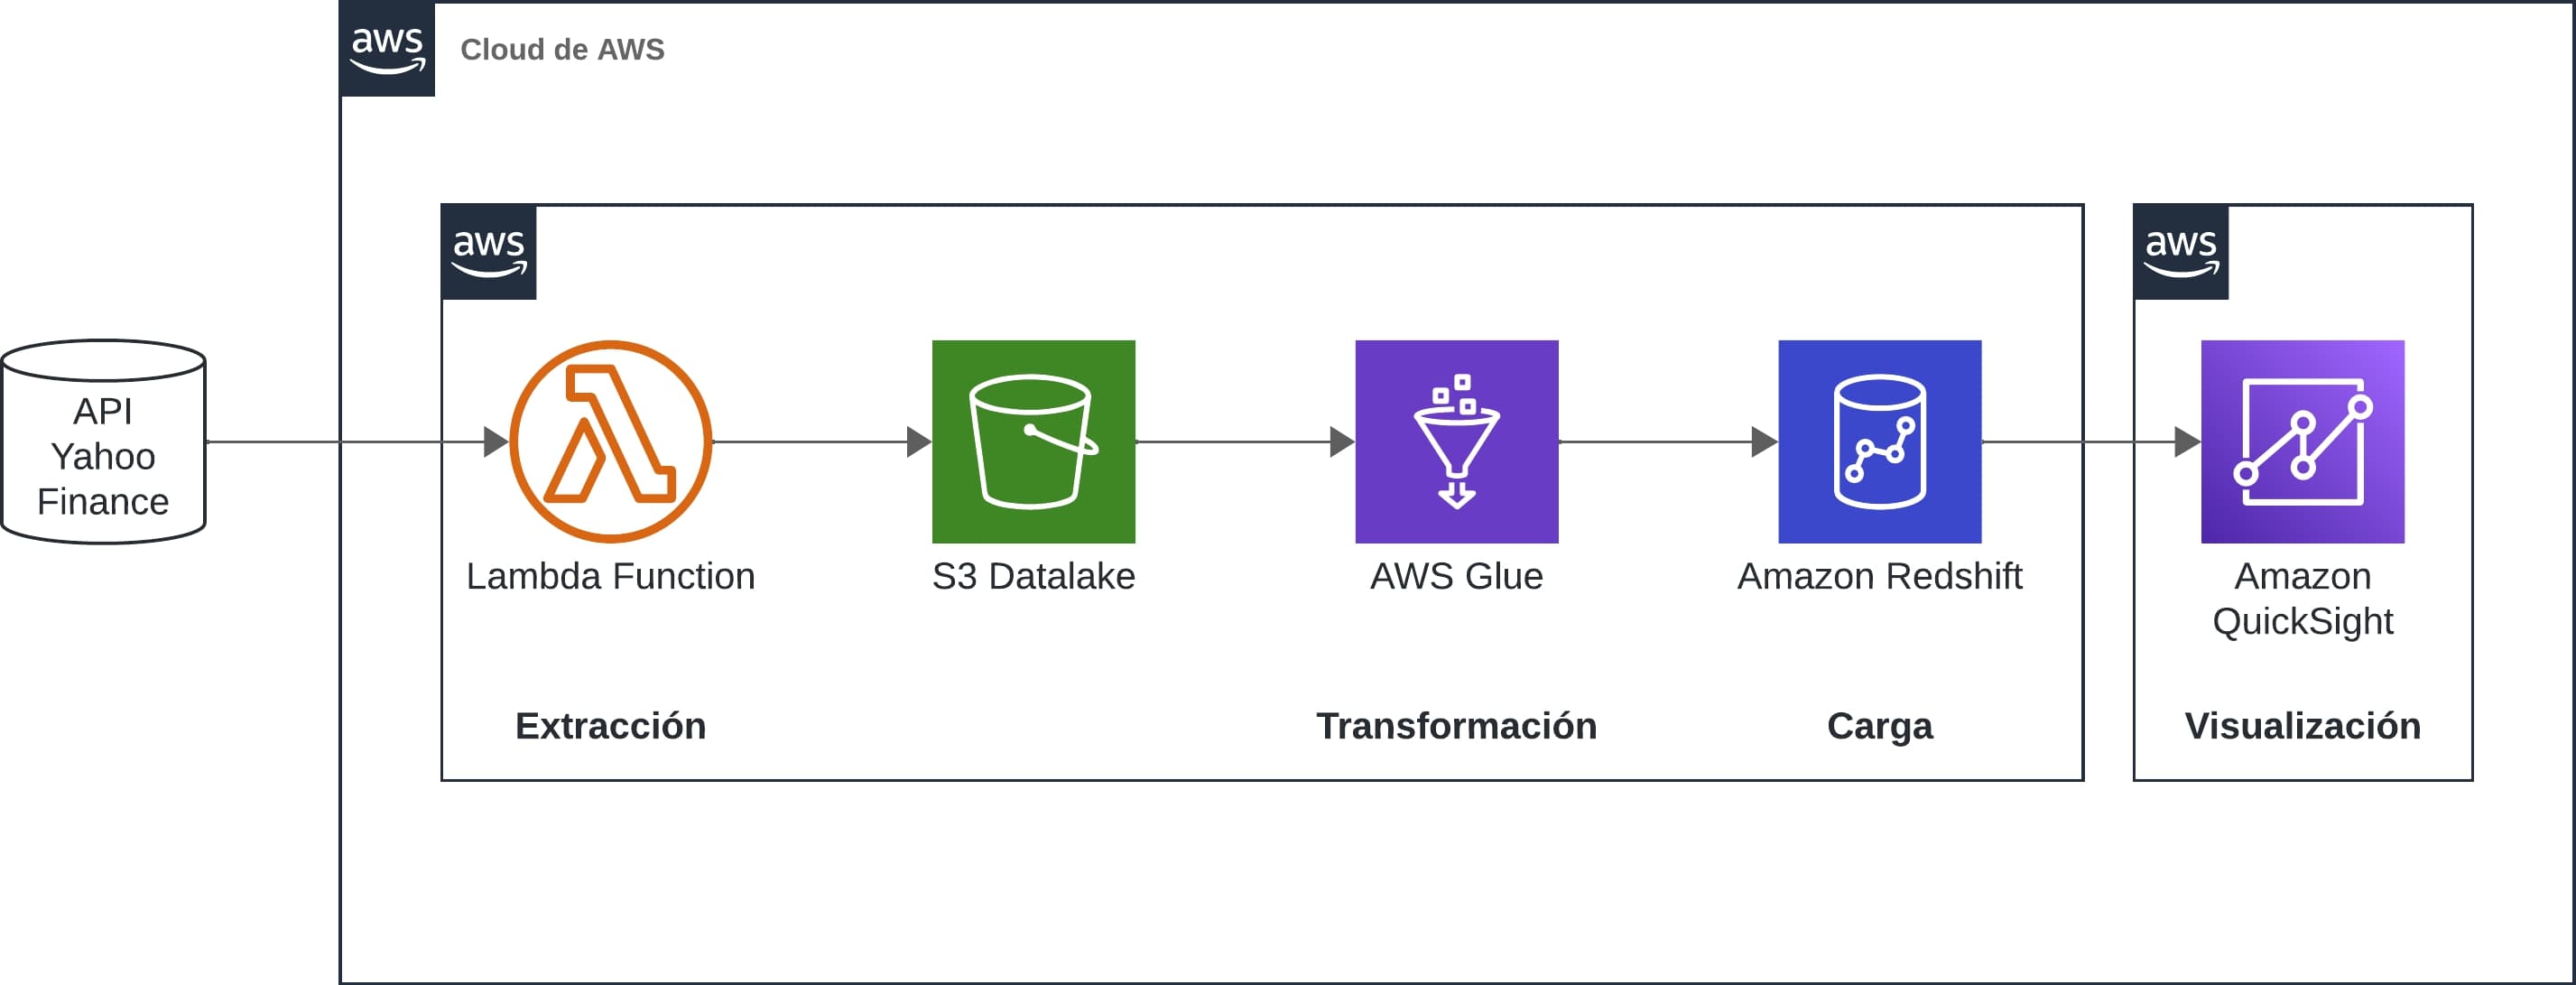 aws
Cloud de AWS
aws
aws
API
Yahoo
Finance
Lambda Function
S3 Datalake
AWS Glue
Amazon Redshift
Amazon
QuickSight
Extracción
Transformación
Carga
Visualización